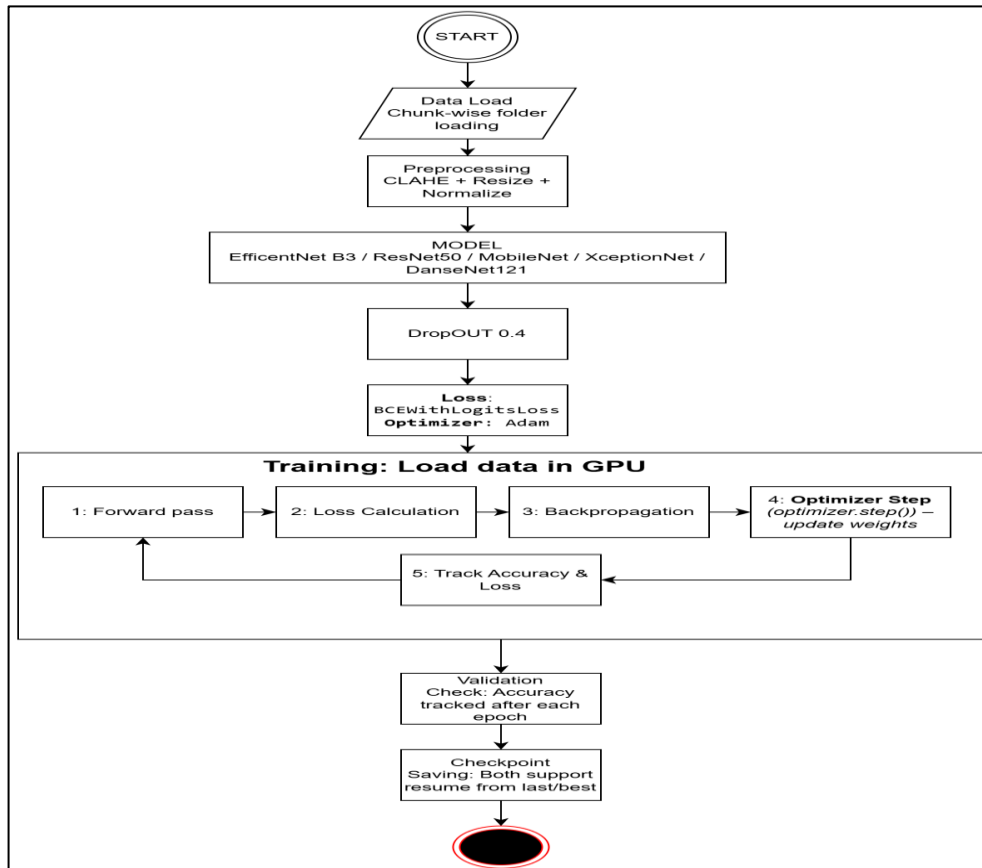 START
Data Load
Chunk-wise folder
loading
Preprocessing
CLAHE + Resize +
Normalize
MODEL
EfficentNet B3 / ResNet50 / MobileNet / XceptionNet /
DanseNet121
DropOUT 0.4
Loss:
BCEWithLogitsLoss
Optimizer: Adam
Training: Load data in GPU
1: Forward pass
2: Loss Calculation
3: Backpropagation
4: Optimizer Step
(optimizer.step()) –
update weights
5: Track Accuracy &
Loss
Validation
Check: Accuracy
tracked after each
epoch
Checkpoint
Saving: Both support
resume from last/best